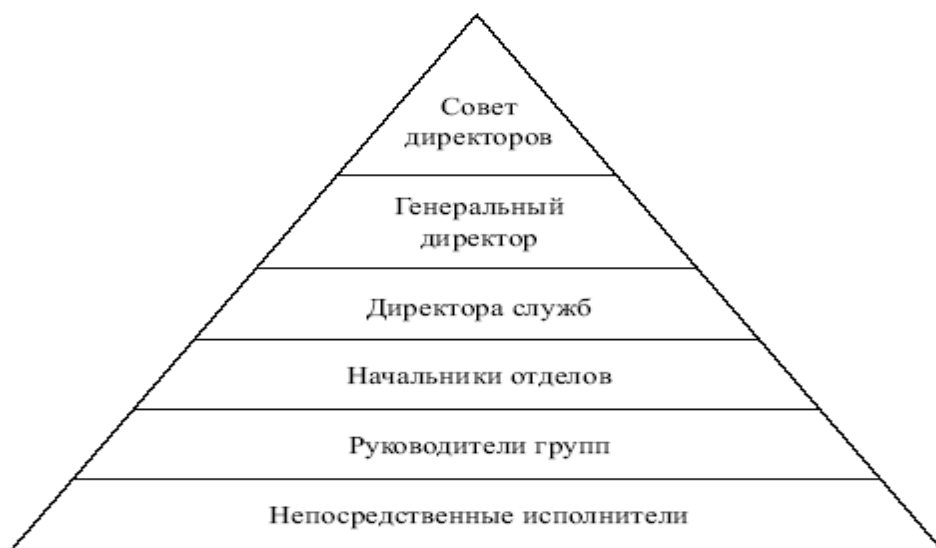 Совет
директоров
Генеральный
директор
Директора служб
Начальники отделов
Руководители групп
Непосредственные исполнители